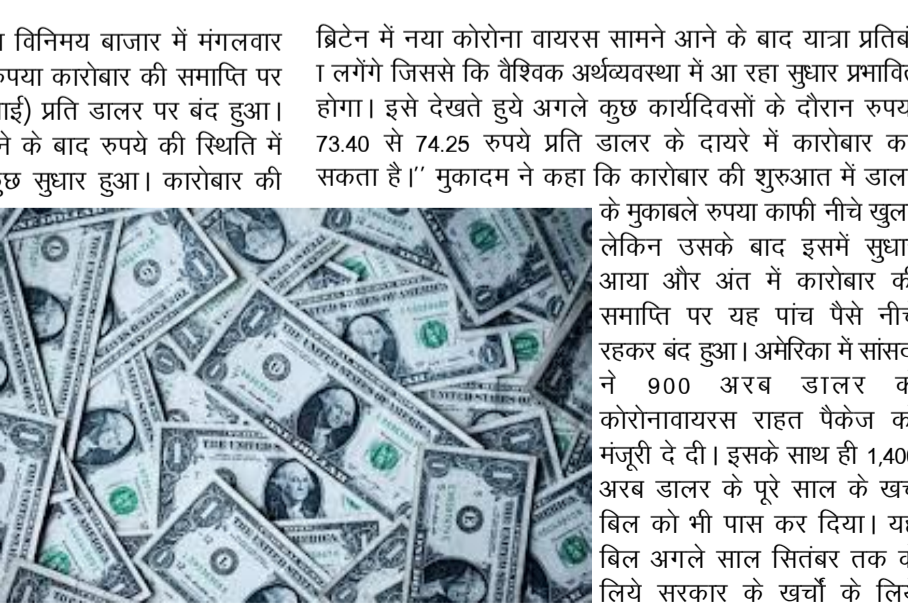 विनिमय बाजार में मंगलवार
कारोबार की समाप्ति पर
प्रति डालर पर बंद हुआ।
के बाद रुपये की स्थिति में
सुधार हुआ। कारोबार की
ब्रिटेन में नया कोरोना वायरस सामने आने के बाद यात्रा
लगेंगे जिससे कि वैश्विक अर्थव्यवस्था में आ रहा सुधार
होगा। इसे देखते हुये अगले कुछ कार्यदिवसों के दौरान
73.40 से 74.25 रुपये प्रति डालर के दायरे में कारोबार
सकता है।’’ मुकादम ने कहा कि कारोबार की शुरुआत में
के मुकाबले रुपया काफी नीचे
लेकिन उसके बाद इसमें
आया और अंत में कारोबार
समाप्ति पर यह पांच पैसे
रहकर बंद हुआ। अमेरिका में
ने 900 अरब डालर
कोरोनावायरस राहत पैकेज
मंजूरी दे दी। इसके साथ ही
अरब डालर के पूरे साल के
बिल को भी पास कर दिया।
बिल अगले साल सितंबर तक
लिये सरकार के खर्चों के